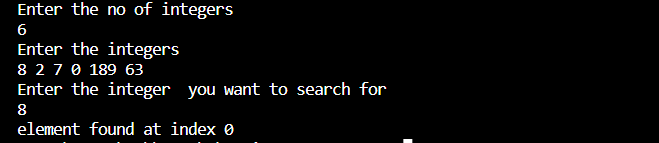 Enter the no of integers
6
Enter the integers
8 2 7 0 189 63
Enter the integer  you want to search for
8
element found at index 0